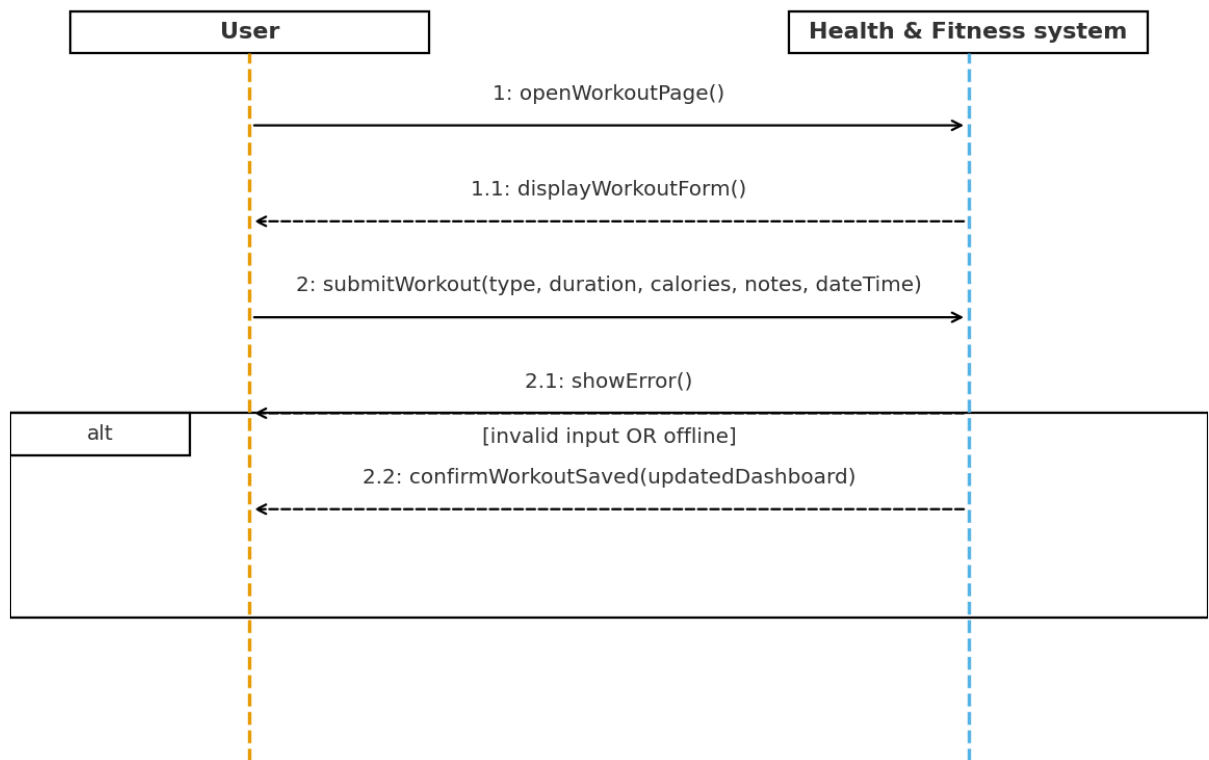 User
Health & Fitness system
1: openWorkoutPage()
1.1: displayWorkoutForm()
2: submitWorkout(type, duration, calories, notes, dateTime)
2.1: showError()
alt
[invalid input OR offline]
2.2: confirmWorkoutSaved(updatedDashboard)